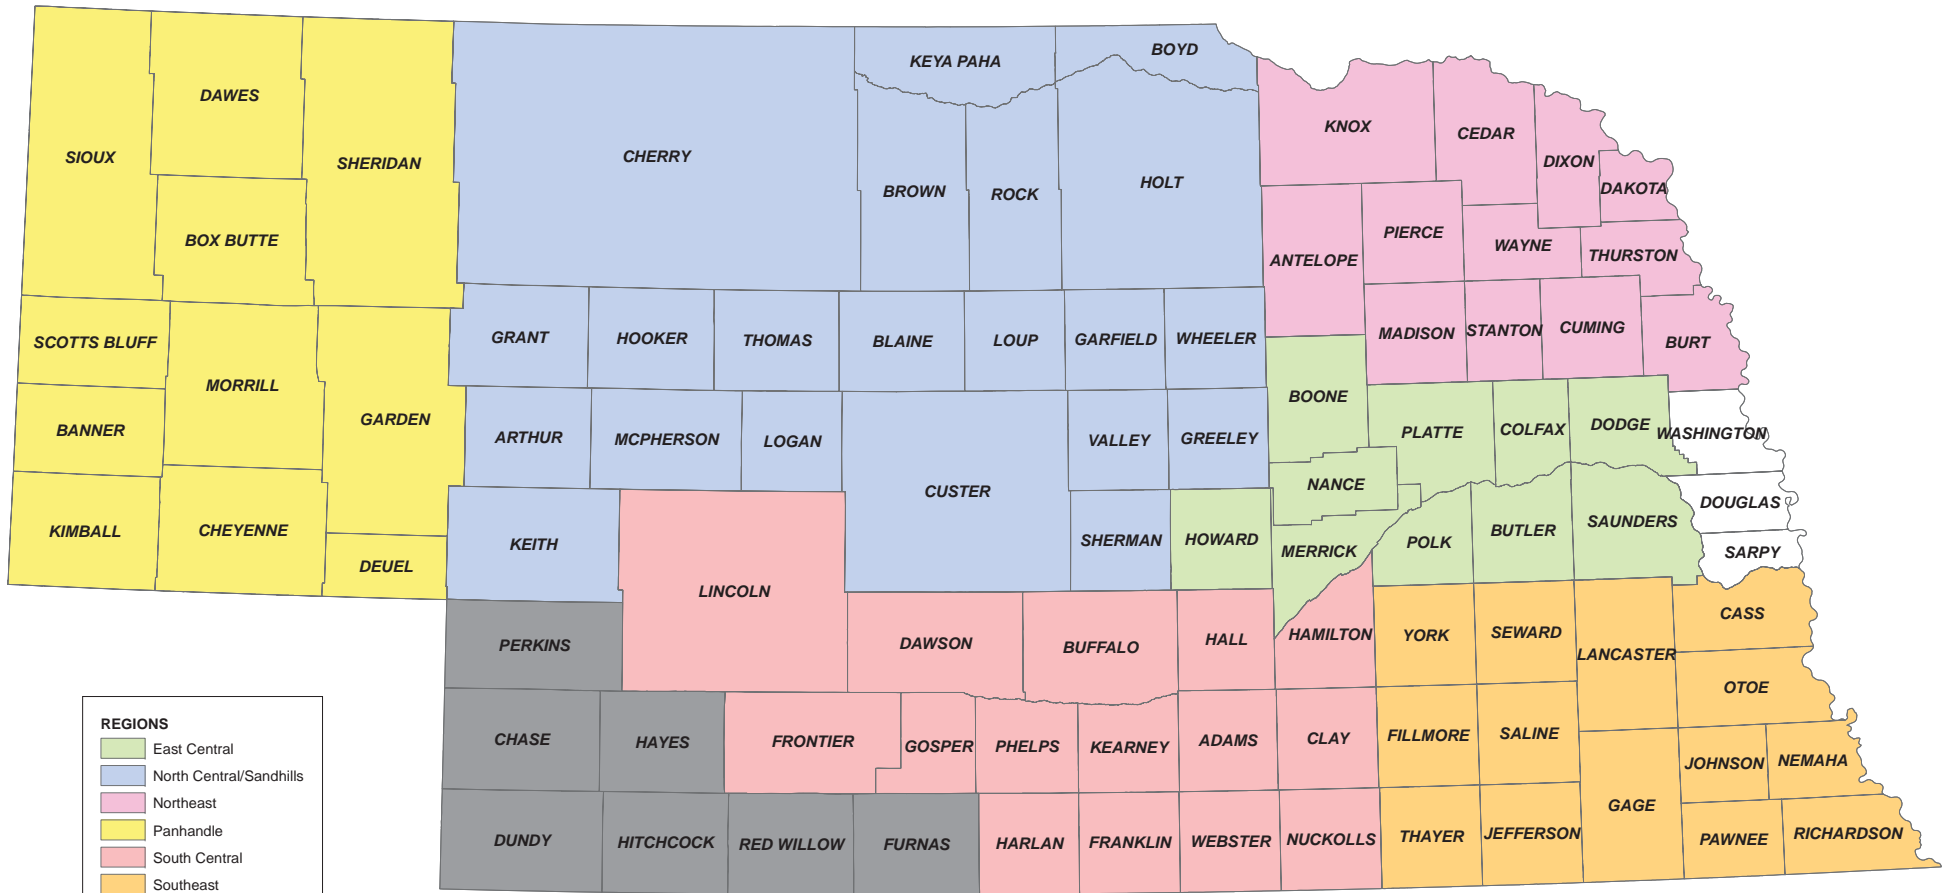 KEYA PAHA
BOYD
DAWES
KNOX
CEDAR
SIOUX
SHERIDAN
CHERRY
DIXON
BROWN
ROCK
HOLT
DAKOTA
BOX BUTTE
PIERCE
WAYNE
ANTELOPE
THURSTON
SCOTTS BLUFF
GRANT
HOOKER
THOMAS
BLAINE
LOUP
GARFIELD
WHEELER
MADISON
STANTON
CUMING
BURT
MORRILL
BOONE
BANNER
GARDEN
ARTHUR
MCPHERSON
LOGAN
VALLEY
GREELEY
PLATTE
COLFAX
DODGE
WASHINGTON
CUSTER
NANCE
DOUGLAS
KIMBALL
CHEYENNE
KEITH
SHERMAN
HOWARD
MERRICK
POLK
BUTLER
SAUNDERS
SARPY
DEUEL
LINCOLN
CASS
PERKINS
DAWSON
BUFFALO
HALL
HAMILTON
YORK
SEWARD
LANCASTER
OTOE
CHASE
HAYES
FRONTIER
GOSPER
PHELPS
KEARNEY
ADAMS
CLAY
FILLMORE
SALINE
JOHNSON
NEMAHA
GAGE
DUNDY
HITCHCOCK
RED WILLOW
FURNAS
HARLAN
FRANKLIN
WEBSTER
NUCKOLLS
THAYER
JEFFERSON
PAWNEE
RICHARDSON
REGIONS
East Central
North Central/Sandhills
Northeast
Panhandle
South Central
Southeast